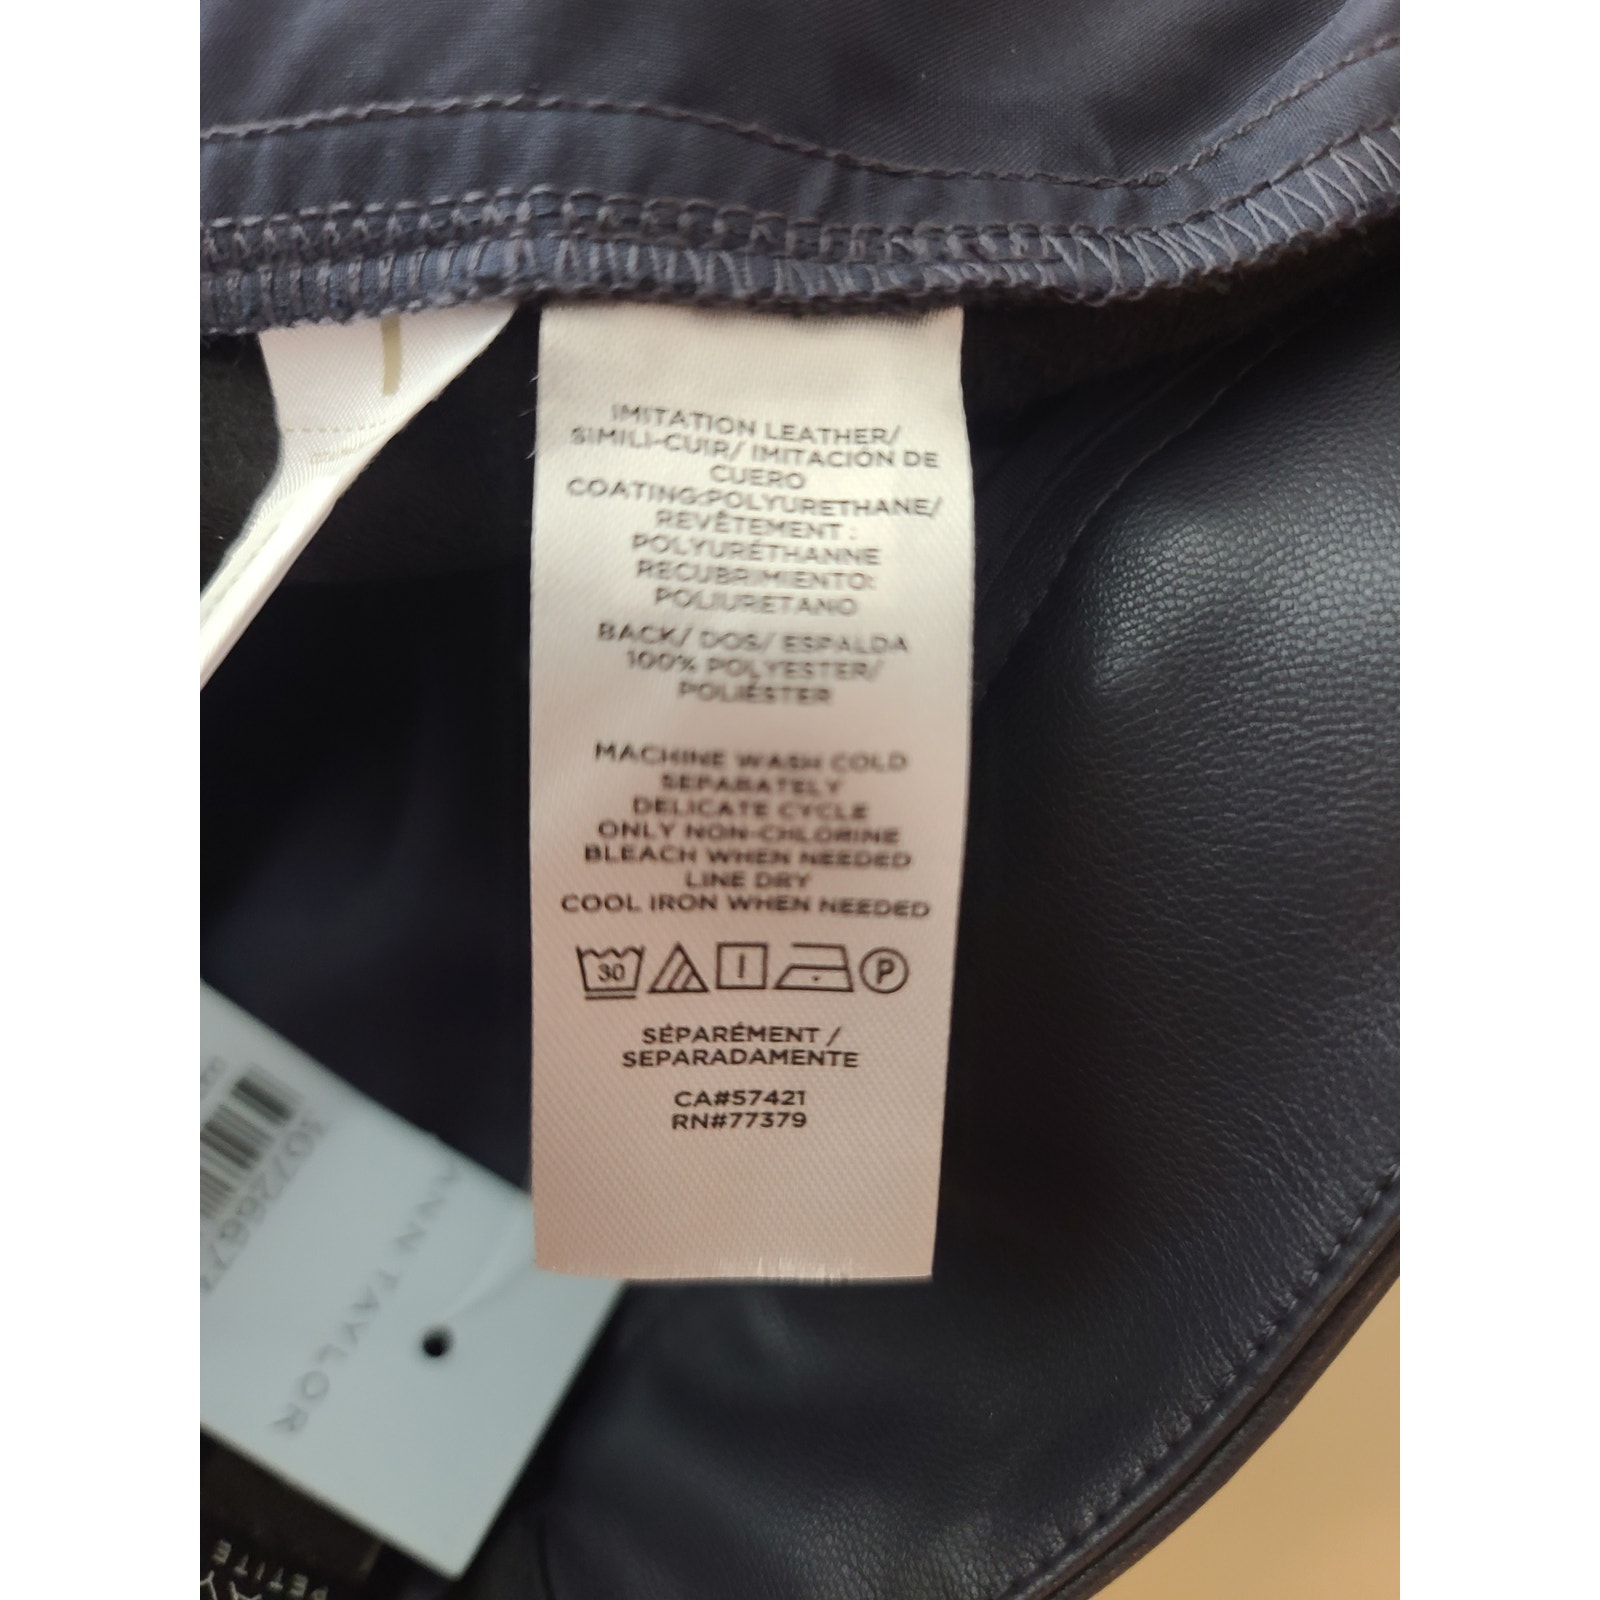 IMITATION LEATHER/
SIMILI-CUIR/ IMITACIÓN DE
CUERO
COATING:POLYURETHANE/
REVÊTEMENT :
POLYURÉTHANNE
RECUBRIMIENTO:
POLIURETANO
BACK/ DOS/ ESPALDA
100% POLYESTER/
POLIÉSTER
MACHINE WASH COLD
SEPARATELY
DELICATE CYCLE
ONLY NON-CHLORINE
BLEACH WHEN NEEDED
LINE DRY
COOL IRON WHEN NEEDED
30 P
SÉPARÉMENT /
SEPARADAMENTE
CA#57421
RN#77379
ANN TAYLOR
PETITE